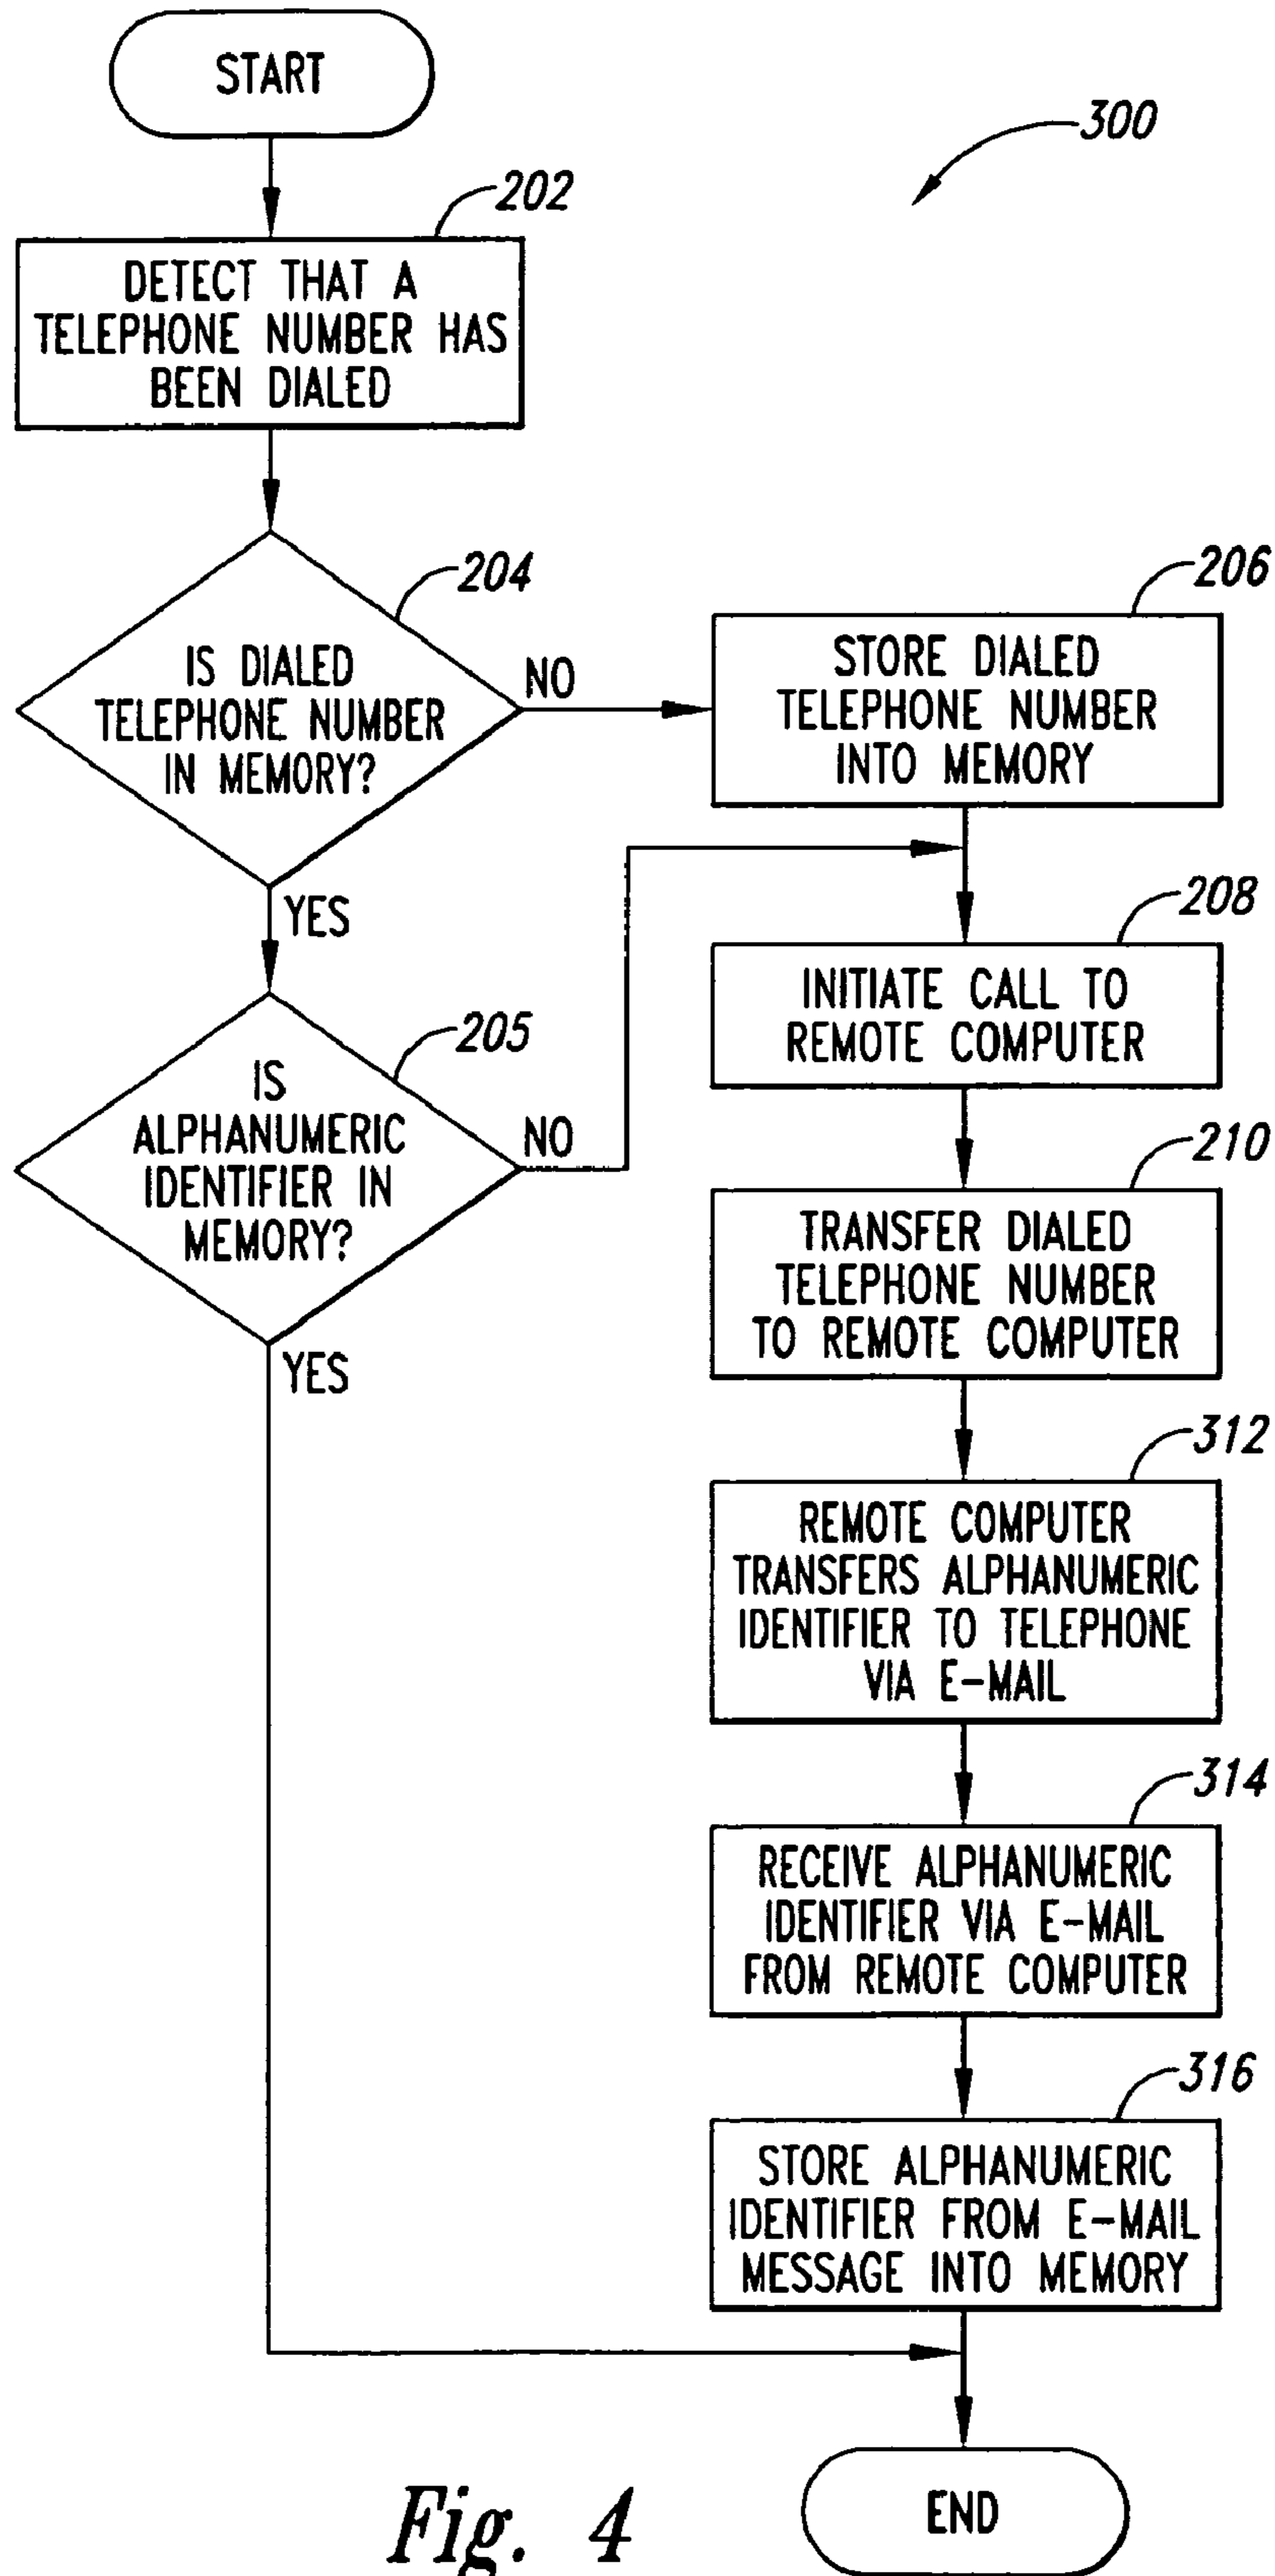 START
300
202
DETECT THAT A
TELEPHONE NUMBER HAS
BEEN DIALED
204
IS DIALED
TELEPHONE NUMBER
IN MEMORY?
NO
YES
206
STORE DIALED
TELEPHONE NUMBER
INTO MEMORY
205
IS
ALPHANUMERIC
IDENTIFIER IN
MEMORY?
NO
YES
208
INITIATE CALL TO
REMOTE COMPUTER
210
TRANSFER DIALED
TELEPHONE NUMBER
TO REMOTE COMPUTER
312
REMOTE COMPUTER
TRANSFERS ALPHANUMERIC
IDENTIFIER TO TELEPHONE
VIA E-MAIL
314
RECEIVE ALPHANUMERIC
IDENTIFIER VIA E-MAIL
FROM REMOTE COMPUTER
316
STORE ALPHANUMERIC
IDENTIFIER FROM E-MAIL
MESSAGE INTO MEMORY
END
Fig. 4